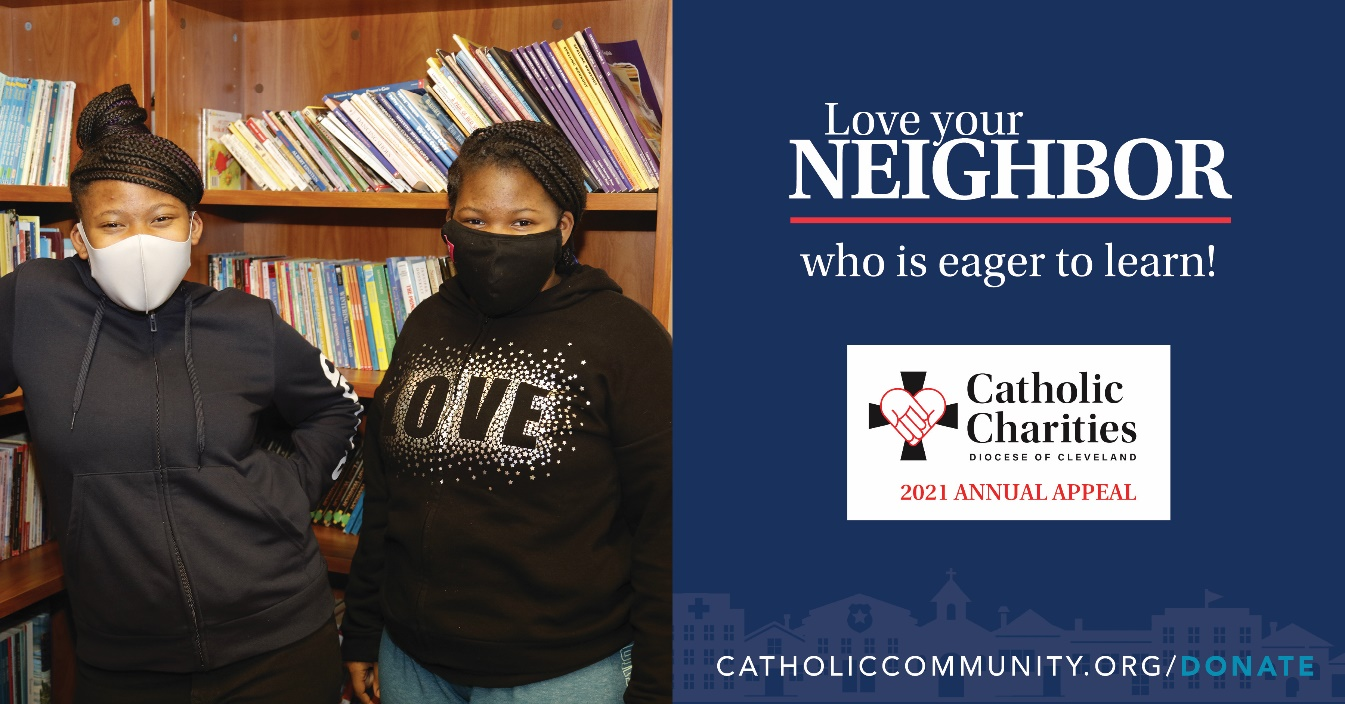 LOVE
Love your
NEIGHBOR
who is eager to learn!
Catholic
Charities
DIOCESE OF CLEVELAND
2021 ANNUAL APPEAL
CATHOLICCOMMUNITY.ORG/DONATE